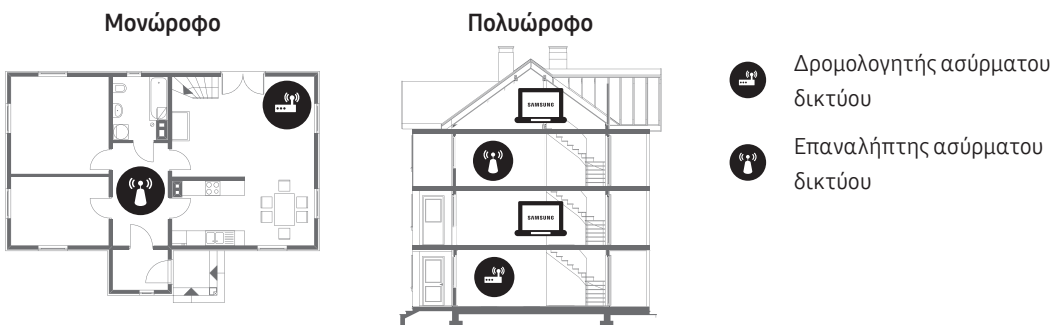 Μονώροφο
Πολυώροφο
SAMSUNG
SAMSUNG
Δρομολογητής ασύρματου
δικτύου
Επαναλήπτης ασύρματου
δικτύου